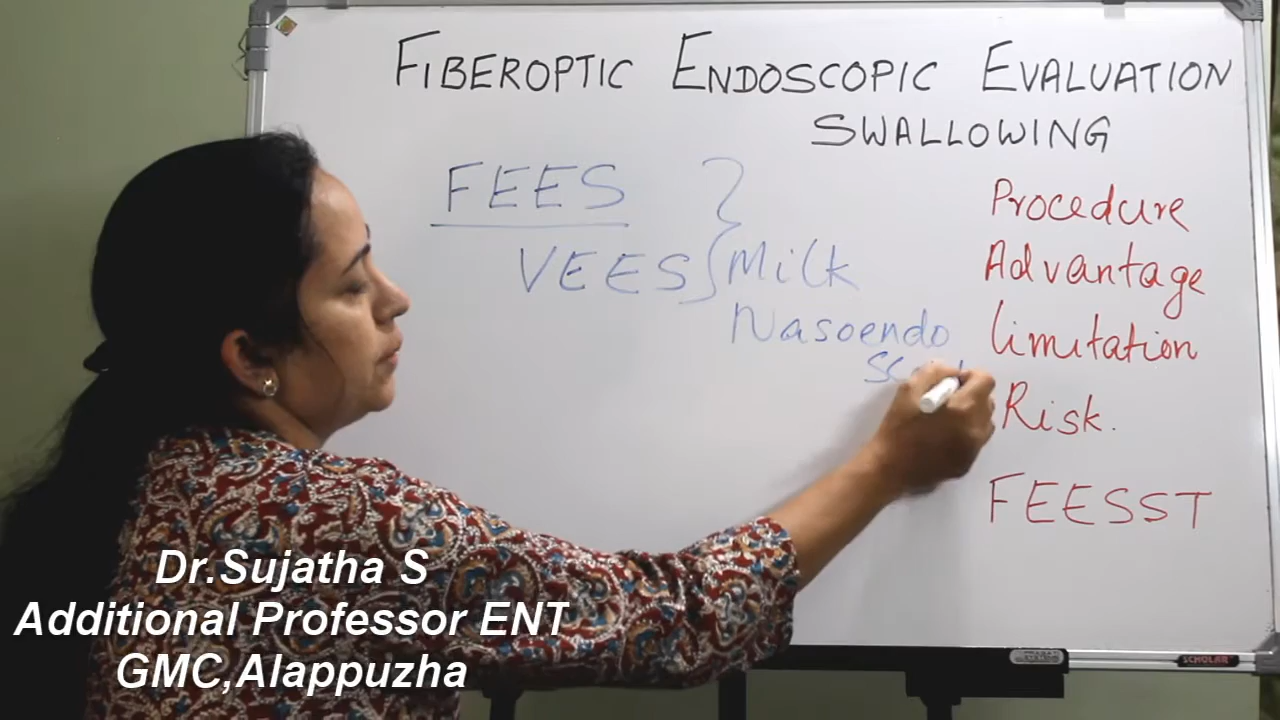 FIBEROPTIC ENDOSCOPIC EVALUATION
SWALLOWING
FEES
VEES
Milk
Nasoendo
Procedure
Advantage
Limitation
Risk.
FEESST
Dr.Sujatha S
Additional Professor ENT
GMC,Alappuzha
SCHOLAR